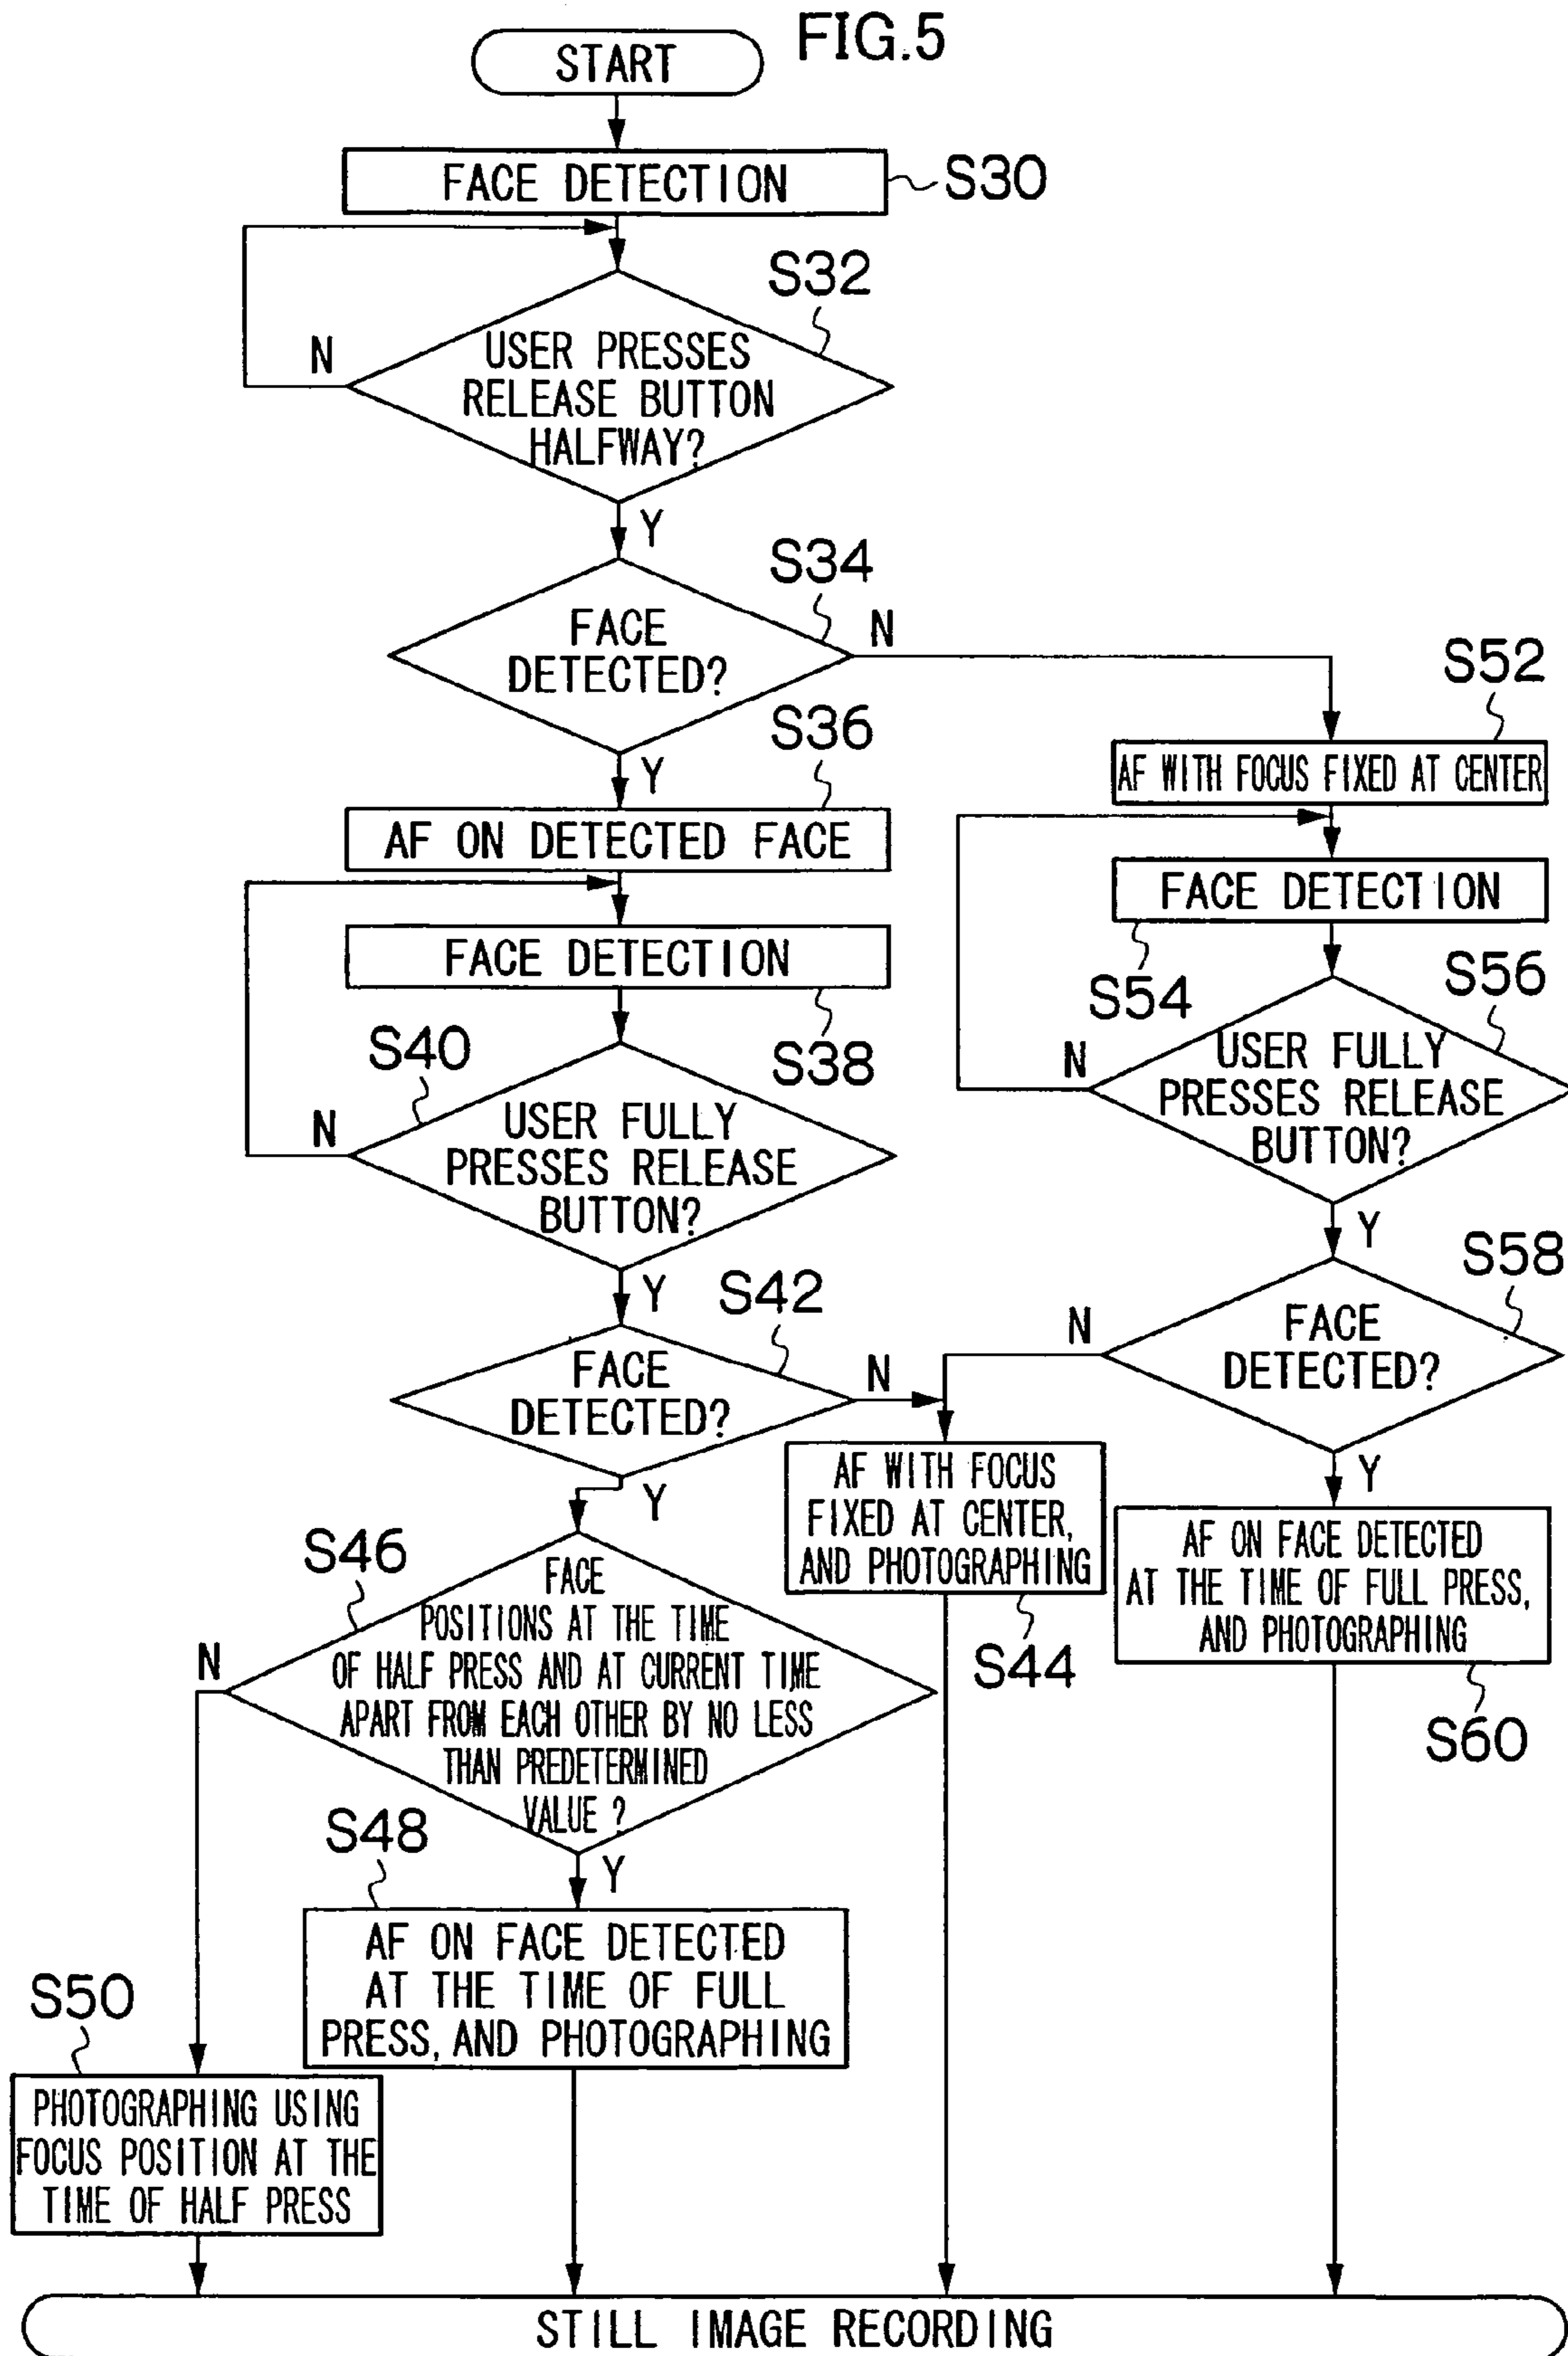 FIG.5
START
FACE DETECTION
S30
S32
USER PRESSES
RELEASE BUTTON
HALFWAY?
N
Y
S34
FACE
DETECTED?
N
Y
S36
AF ON DETECTED FACE
FACE DETECTION
S38
S40
USER FULLY
PRESSES RELEASE
BUTTON?
N
Y
S42
FACE
DETECTED?
N
Y
S46
FACE
POSITIONS AT THE TIME
OF HALF PRESS AND AT CURRENT TIME
APART FROM EACH OTHER BY NO LESS
THAN PREDETERMINED
VALUE ?
N
Y
S48
AF ON FACE DETECTED
AT THE TIME OF FULL
PRESS, AND PHOTOGRAPHING
S50
PHOTOGRAPHING USING
FOCUS POSITION AT THE
TIME OF HALF PRESS
S52
AF WITH FOCUS FIXED AT CENTER
FACE DETECTION
S54
S56
USER FULLY
PRESSES RELEASE
BUTTON?
N
Y
S58
FACE
DETECTED?
N
Y
AF WITH FOCUS
FIXED AT CENTER,
AND PHOTOGRAPHING
S44
AF ON FACE DETECTED
AT THE TIME OF FULL PRESS,
AND PHOTOGRAPHING
S60
STILL IMAGE RECORDING